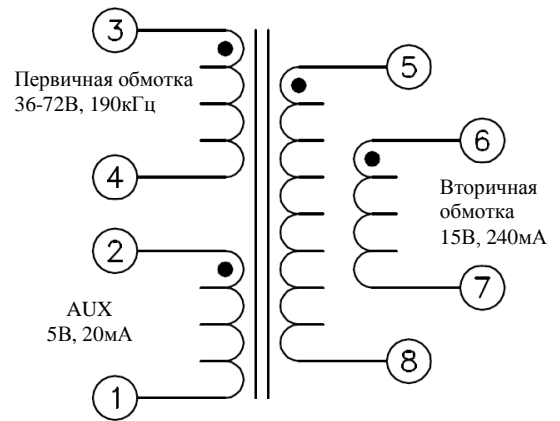 3
Первичная обмотка
36-72В, 190кГц
4
2
AUX
5В, 20мА
1
5
6
Вторичная
обмотка
15В, 240мА
7
8